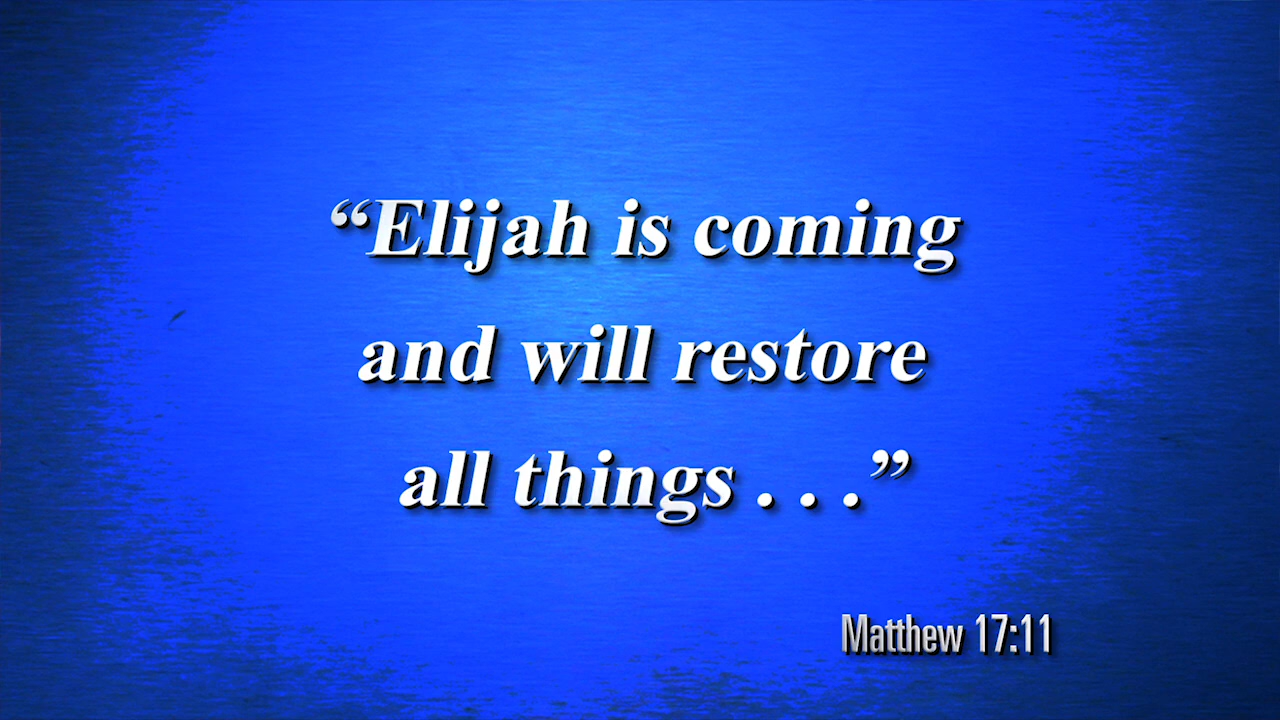 “Elijah is coming
and will restore
all things . . .”
Matthew 17:11